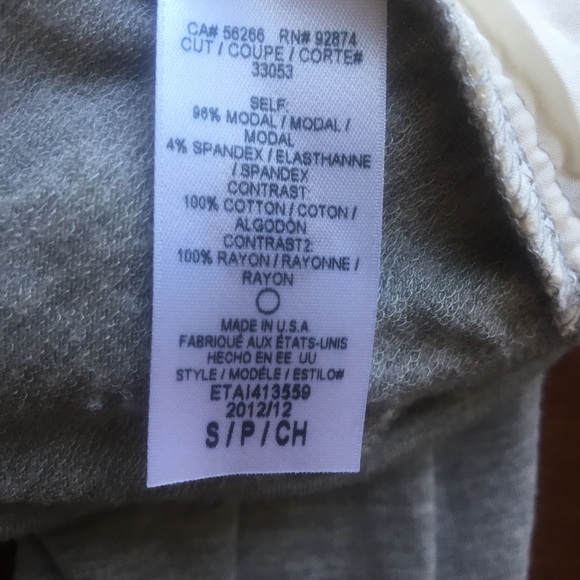 CA# 56266 RN# 92874
CUT / COUPE / CORTE#
33053
SELF:
96% MODAL / MODAL /
MODAL
4% SPANDEX / ELASTHANNE
/ SPANDEX
CONTRAST:
100% COTTON / COTON /
ALGODÓN
CONTRAST2:
100% RAYON / RAYONNE /
RAYON
MADE IN U.S.A
FABRIQUÉ AUX ÉTATS-UNIS
HECHO EN EE UU
STYLE / MODÈLE / ESTILO#
ETAI413559
2012/12
S / P / CH